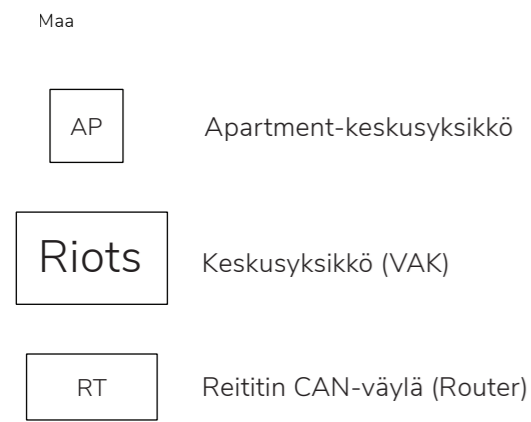 Maa
AP
Apartment-keskusyksikkö
Riots
Keskusyksikkö (VAK)
RT
Reititin CAN-väylä (Router)